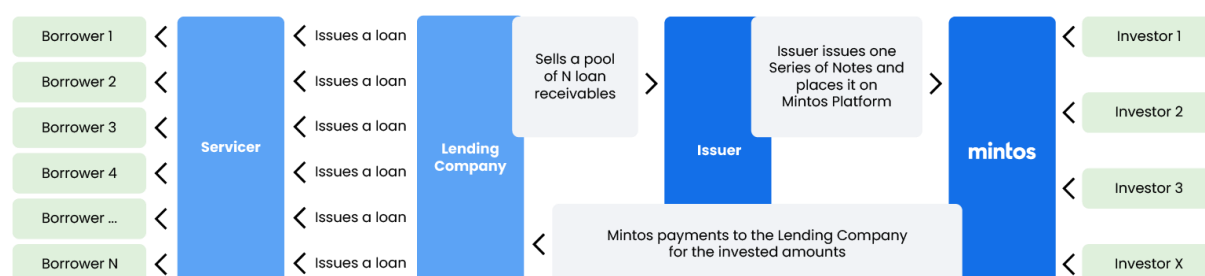 Borrower 1
Borrower 2
Borrower 3
Borrower 4
Borrower ...
Borrower N
Servicer
Issues a loan
Issues a loan
Issues a loan
Issues a loan
Issues a loan
Issues a loan
Lending
Company
Sells a pool
of N loan
receivables
Issuer
Issuer issues one
Series of Notes and
places it on
Mintos Platform
Mintos payments to the Lending Company
for the invested amounts
mintos
Investor 1
Investor 2
Investor 3
Investor X